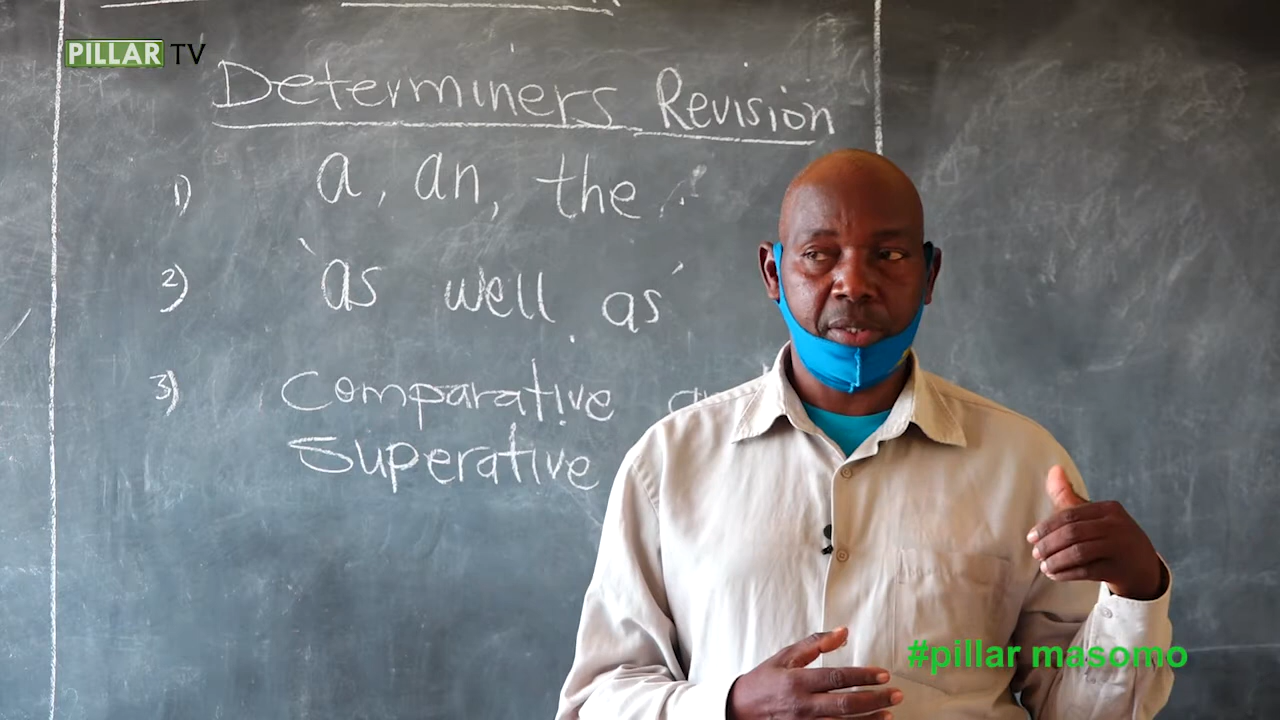 PILLAR TV
Determiners Revision
1) a, an, the
2) 'as well as'
3) Comparative
Superative
#pillar masomo